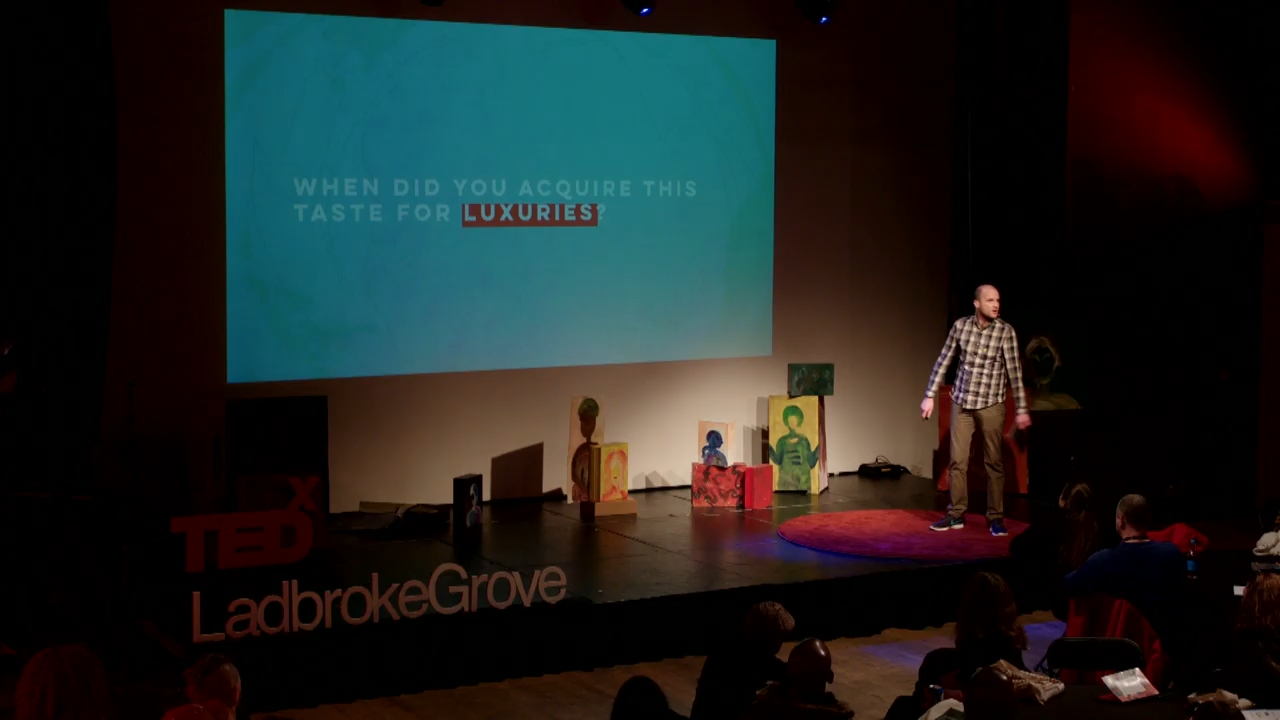 WHEN DID YOU ACQUIRE THIS
TASTE FOR LUXURIES?
TEDx
LadbrokeGrove